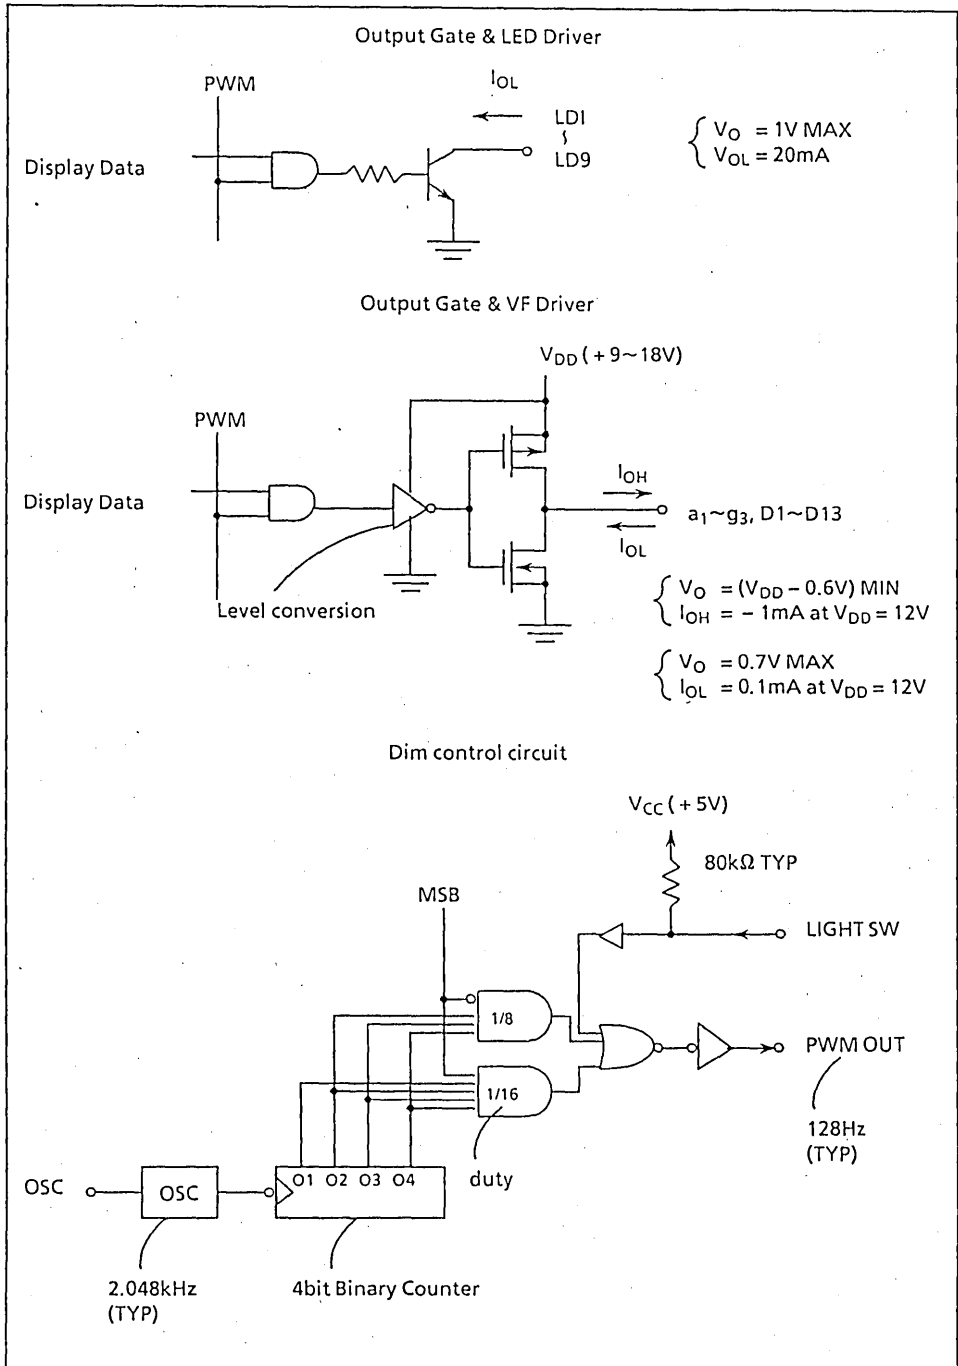 Output Gate & LED Driver
PWM
IOL
LD1
~
LD9
Display Data
VO = 1V MAX
VOL = 20mA
Output Gate & VF Driver
VDD (+9~18V)
PWM
Display Data
IOH
a1~g3, D1~D13
IOL
Level conversion
VO = (VDD – 0.6V) MIN
IOH = – 1mA at VDD = 12V
VO = 0.7V MAX
IOL = 0.1mA at VDD = 12V
Dim control circuit
VCC (+5V)
80kΩ TYP
MSB
LIGHT SW
1/8
PWM OUT
1/16
128Hz
(TYP)
duty
O1 O2 O3 O4
OSC
OSC
2.048kHz
(TYP)
4bit Binary Counter